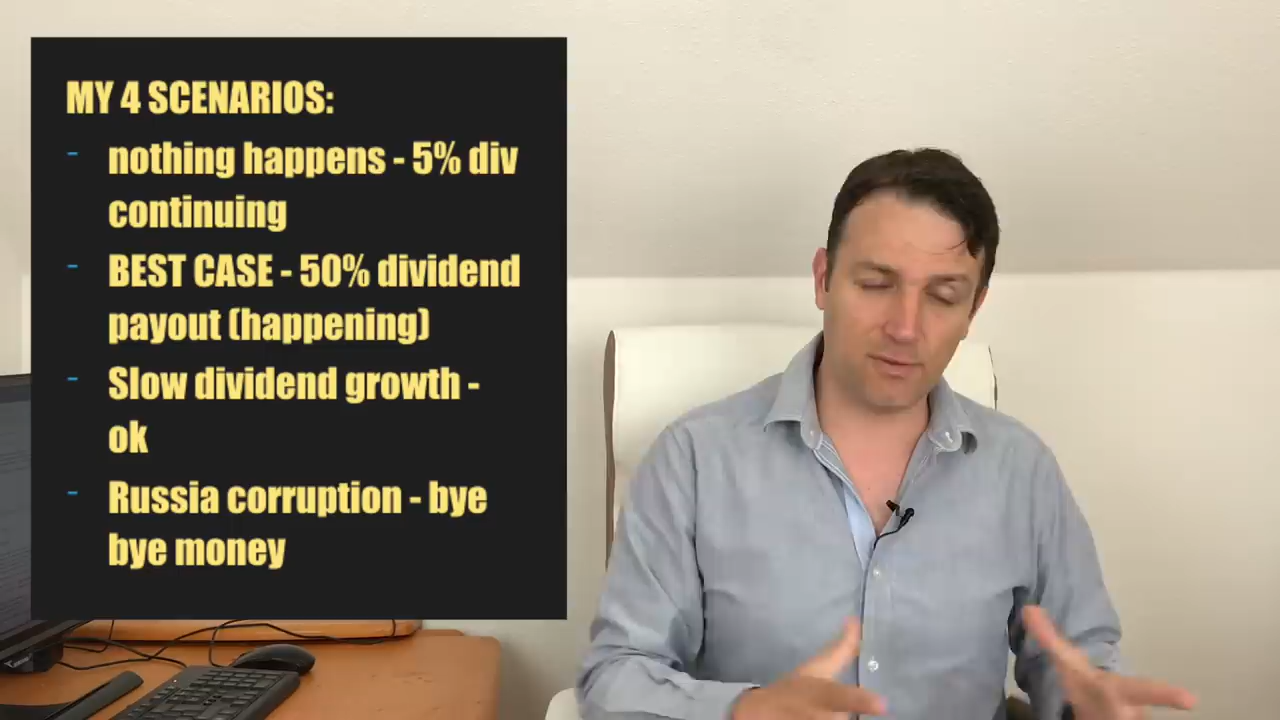 MY 4 SCENARIOS:
- nothing happens - 5% div
continuing
- BEST CASE - 50% dividend
payout (happening)
- Slow dividend growth -
ok
- Russia corruption - bye
bye money